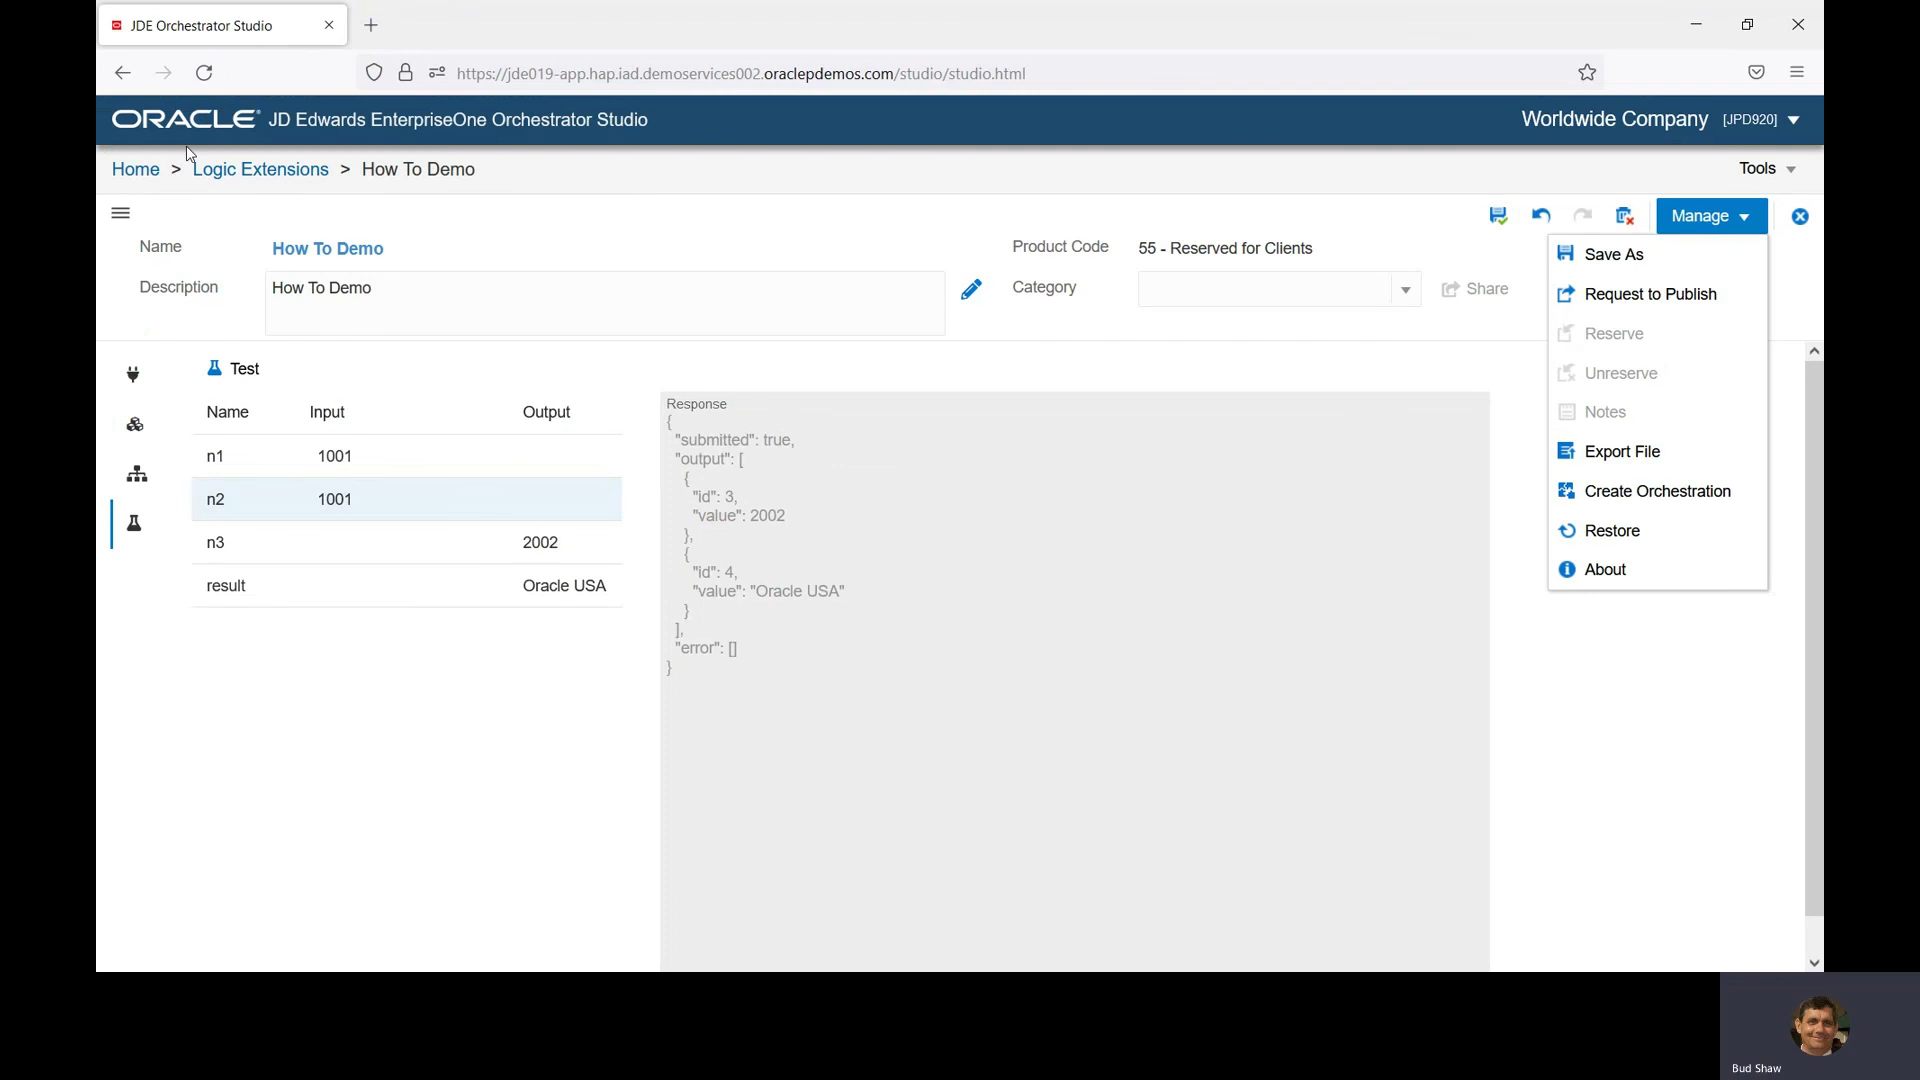 JDE Orchestrator Studio
https://jde019-app.hap.iad.demoservices002.oraclepdemos.com/studio/studio.html
ORACLE JD Edwards EnterpriseOne Orchestrator Studio
Worldwide Company [JPD920]
Home > Logic Extensions > How To Demo
Tools
Manage
Name How To Demo
Product Code 55 - Reserved for Clients
Description How To Demo
Category
Share
Save As
Request to Publish
Reserve
Unreserve
Notes
Export File
Create Orchestration
Restore
About
Test
Name Input Output
n1 1001
n2 1001
n3 2002
result Oracle USA
Response
{
"submitted": true,
"output": [
{
"id": 3,
"value": 2002
},
{
"id": 4,
"value": "Oracle USA"
}
],
"error": []
}
Bud Shaw